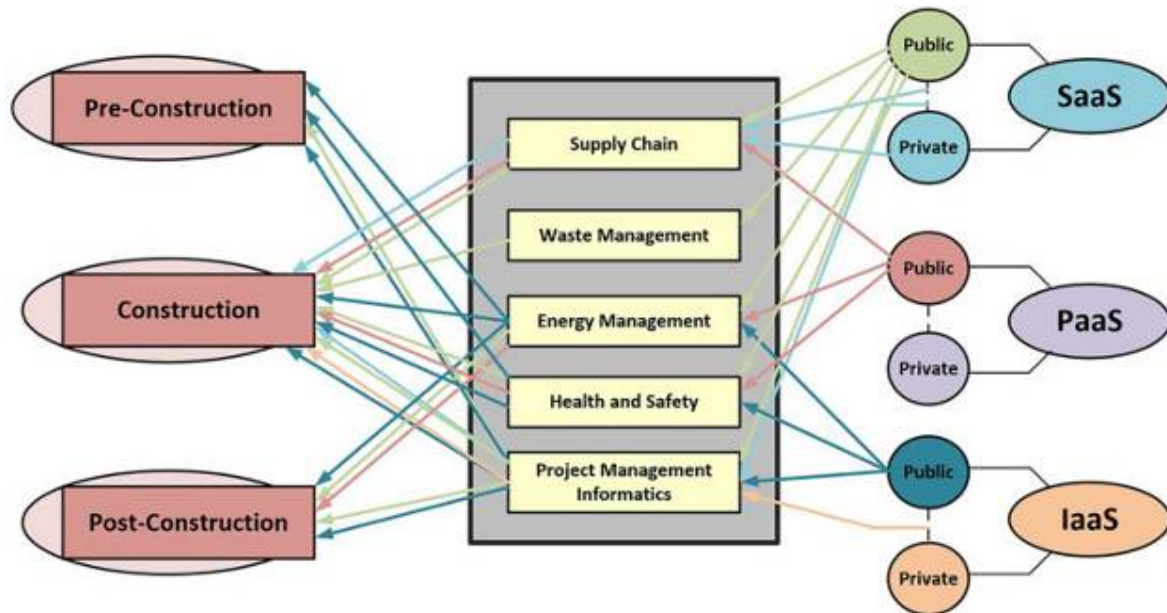 Pre-Construction
Construction
Post-Construction
Supply Chain
Waste Management
Energy Management
Health and Safety
Project Management
Informatics
Public
Private
SaaS
Public
Private
PaaS
Public
Private
IaaS